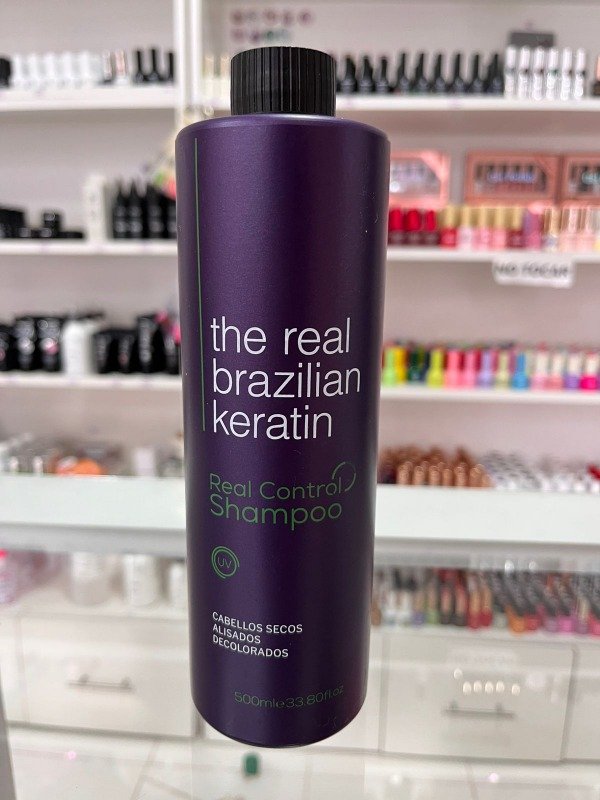 the real
brazilian
keratin
Real Control
Shampoo
UV
CABELLOS SECOS
ALISADOS
DECOLORADOS
500ml e 33.80fl.oz
NO TOCAR